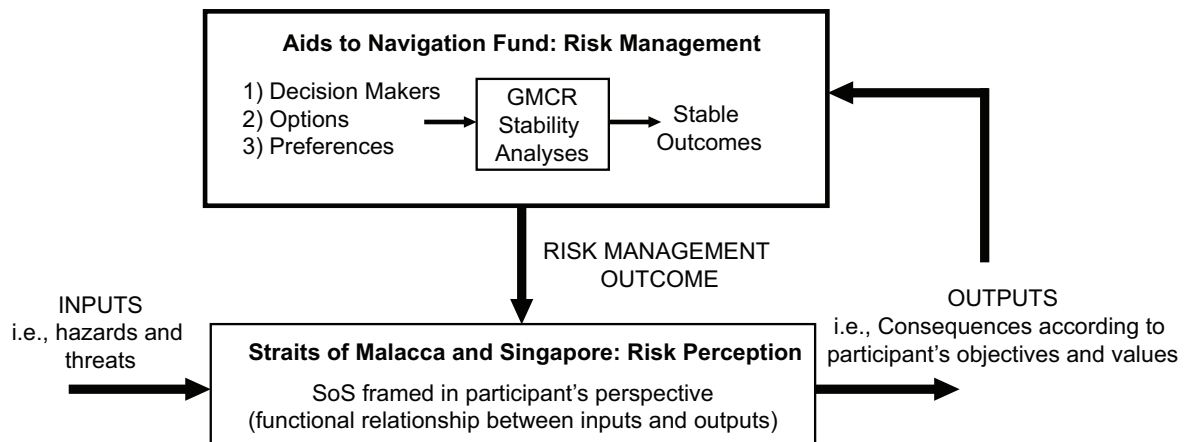 Aids to Navigation Fund: Risk Management
1) Decision Makers
2) Options
3) Preferences
GMCR
Stability
Analyses
Stable
Outcomes
RISK MANAGEMENT
OUTCOME
INPUTS
i.e., hazards and
threats
Straits of Malacca and Singapore: Risk Perception
SoS framed in participant's perspective
(functional relationship between inputs and outputs)
OUTPUTS
i.e., Consequences according to
participant's objectives and values